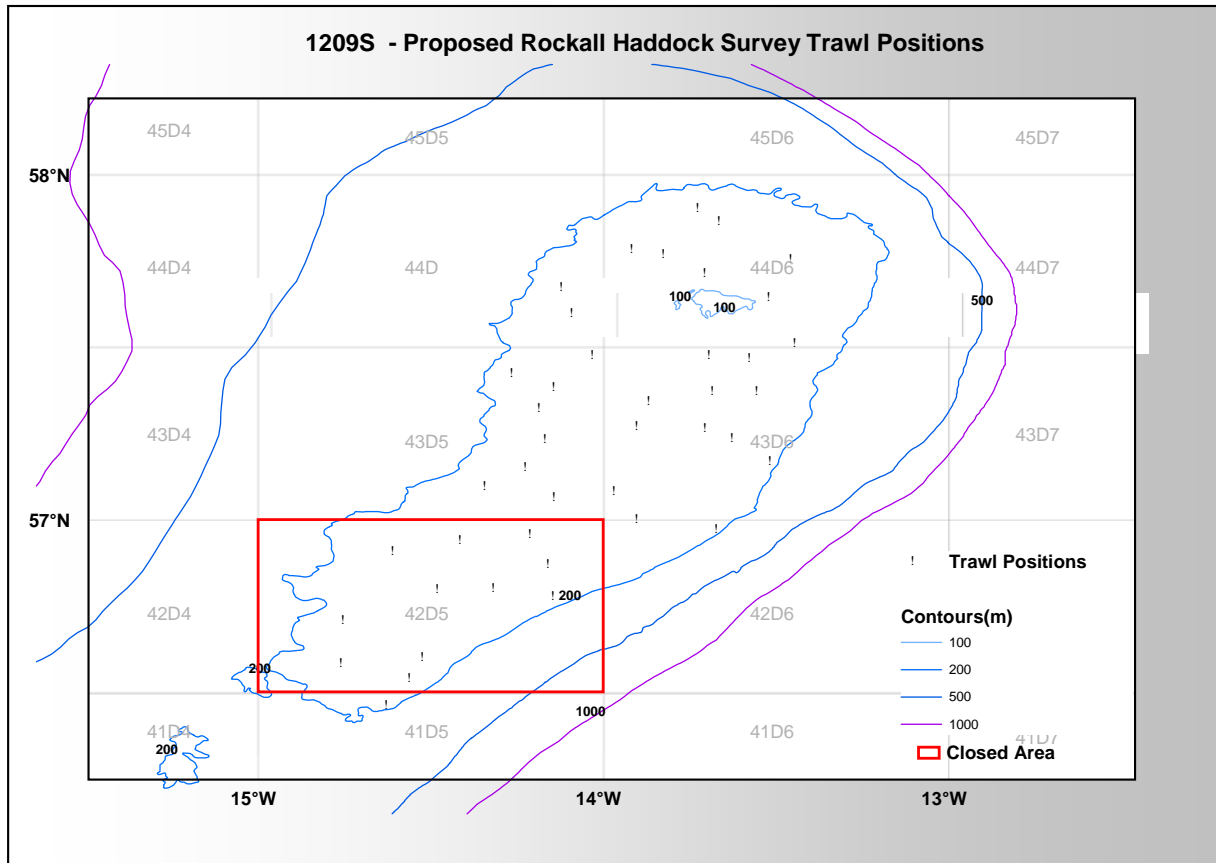 1209S - Proposed Rockall Haddock Survey Trawl Positions
45D4
45D5
45D6
45D7
58°N
44D4
44D
44D6
44D7
100
100
500
43D4
43D5
43D6
43D7
57°N
Trawl Positions
200
42D4
42D5
42D6
Contours(m)
100
200
200
500
1000
1000
41D4
41D5
41D6
41D7
200
Closed Area
15°W
14°W
13°W